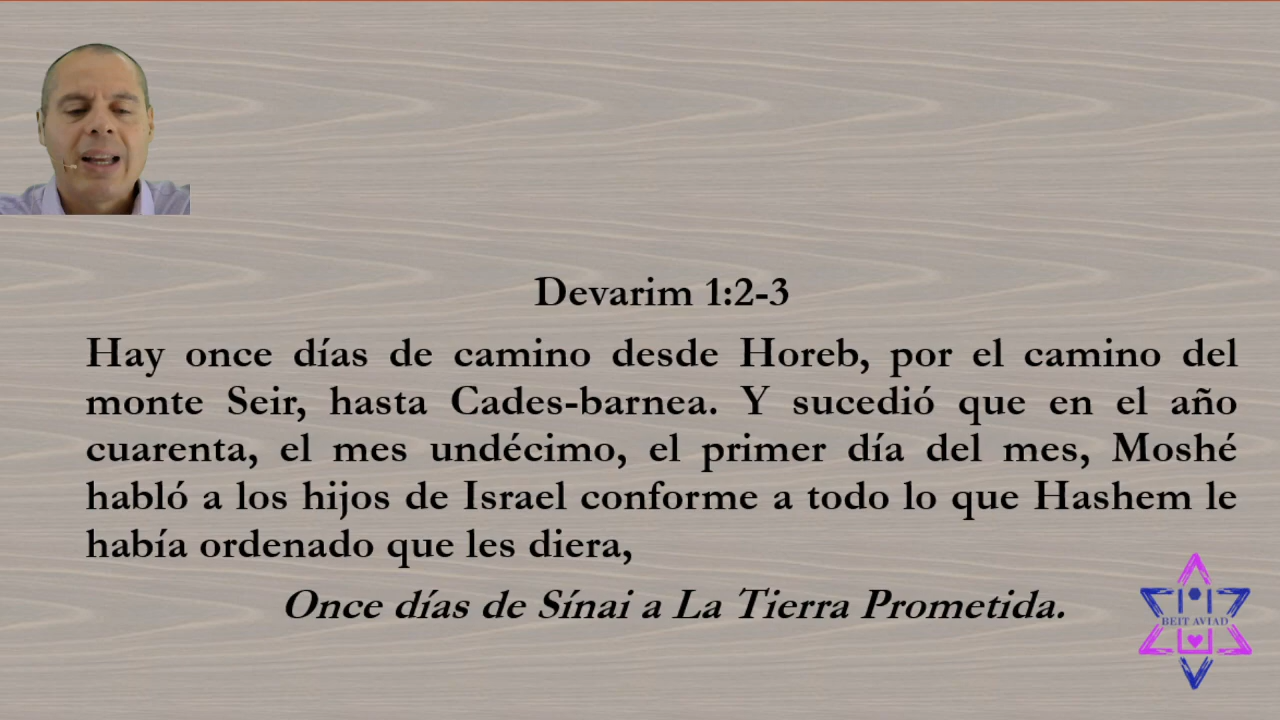 Devarim 1:2-3
Hay once días de camino desde Horeb, por el camino del
monte Seir, hasta Cades-barnea. Y sucedió que en el año
cuarenta, el mes undécimo, el primer día del mes, Moshé
habló a los hijos de Israel conforme a todo lo que Hashem le
había ordenado que les diera,
Once días de Sínai a La Tierra Prometida.
BEIT AVIAD